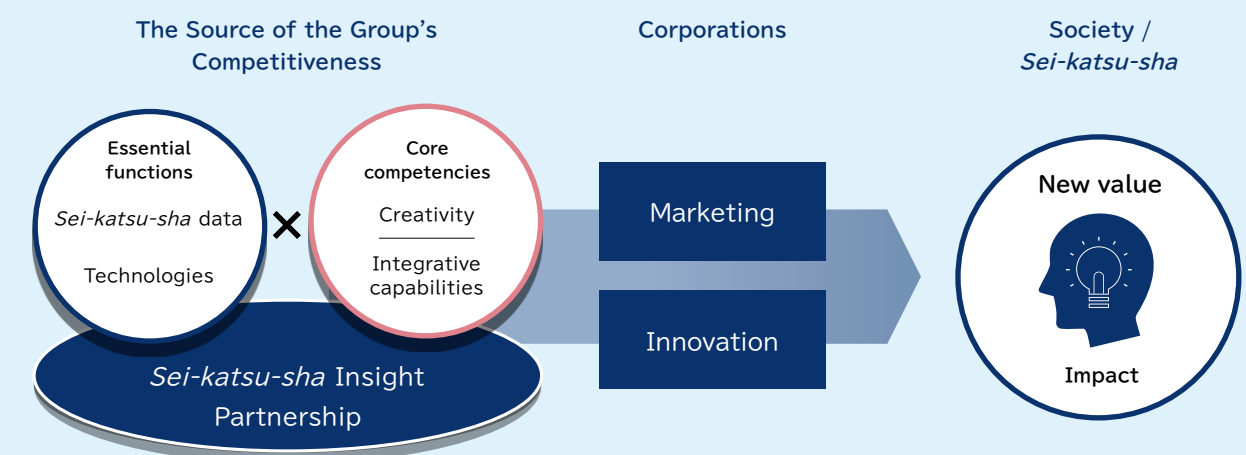 The Source of the Group’s
Competitiveness
Corporations
Society /
Sei-katsu-sha
Essential
functions
Sei-katsu-sha data
Technologies
×
Core
competencies
Creativity
Integrative
capabilities
Sei-katsu-sha Insight
Partnership
Marketing
Innovation
New value
Impact